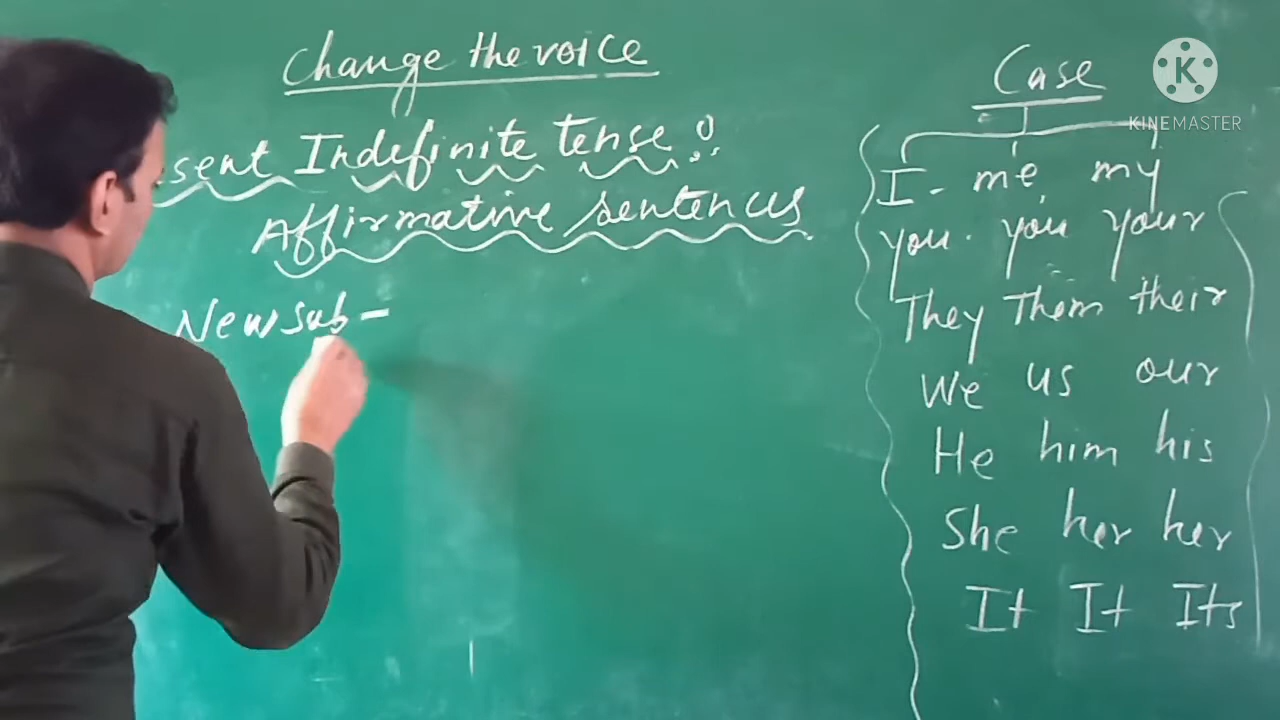 Change the voice
sent Indefinite tense :
Affirmative sentences
New sub -
Case
I - me my
you . you your
They Them their
We us our
He him his
She her her
It It Its
K
KINEMASTER